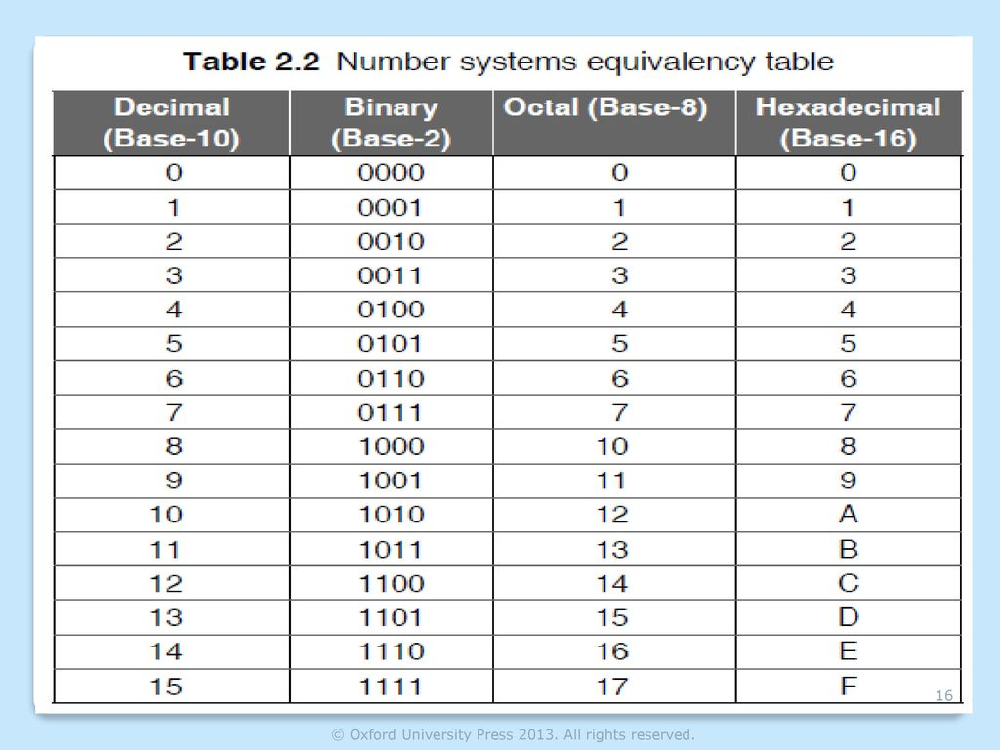 Table 2.2 Number systems equivalency table
Decimal (Base-10) Binary (Base-2) Octal (Base-8) Hexadecimal (Base-16)
0 0000 0 0
1 0001 1 1
2 0010 2 2
3 0011 3 3
4 0100 4 4
5 0101 5 5
6 0110 6 6
7 0111 7 7
8 1000 10 8
9 1001 11 9
10 1010 12 A
11 1011 13 B
12 1100 14 C
13 1101 15 D
14 1110 16 E
15 1111 17 F
16
© Oxford University Press 2013. All rights reserved.